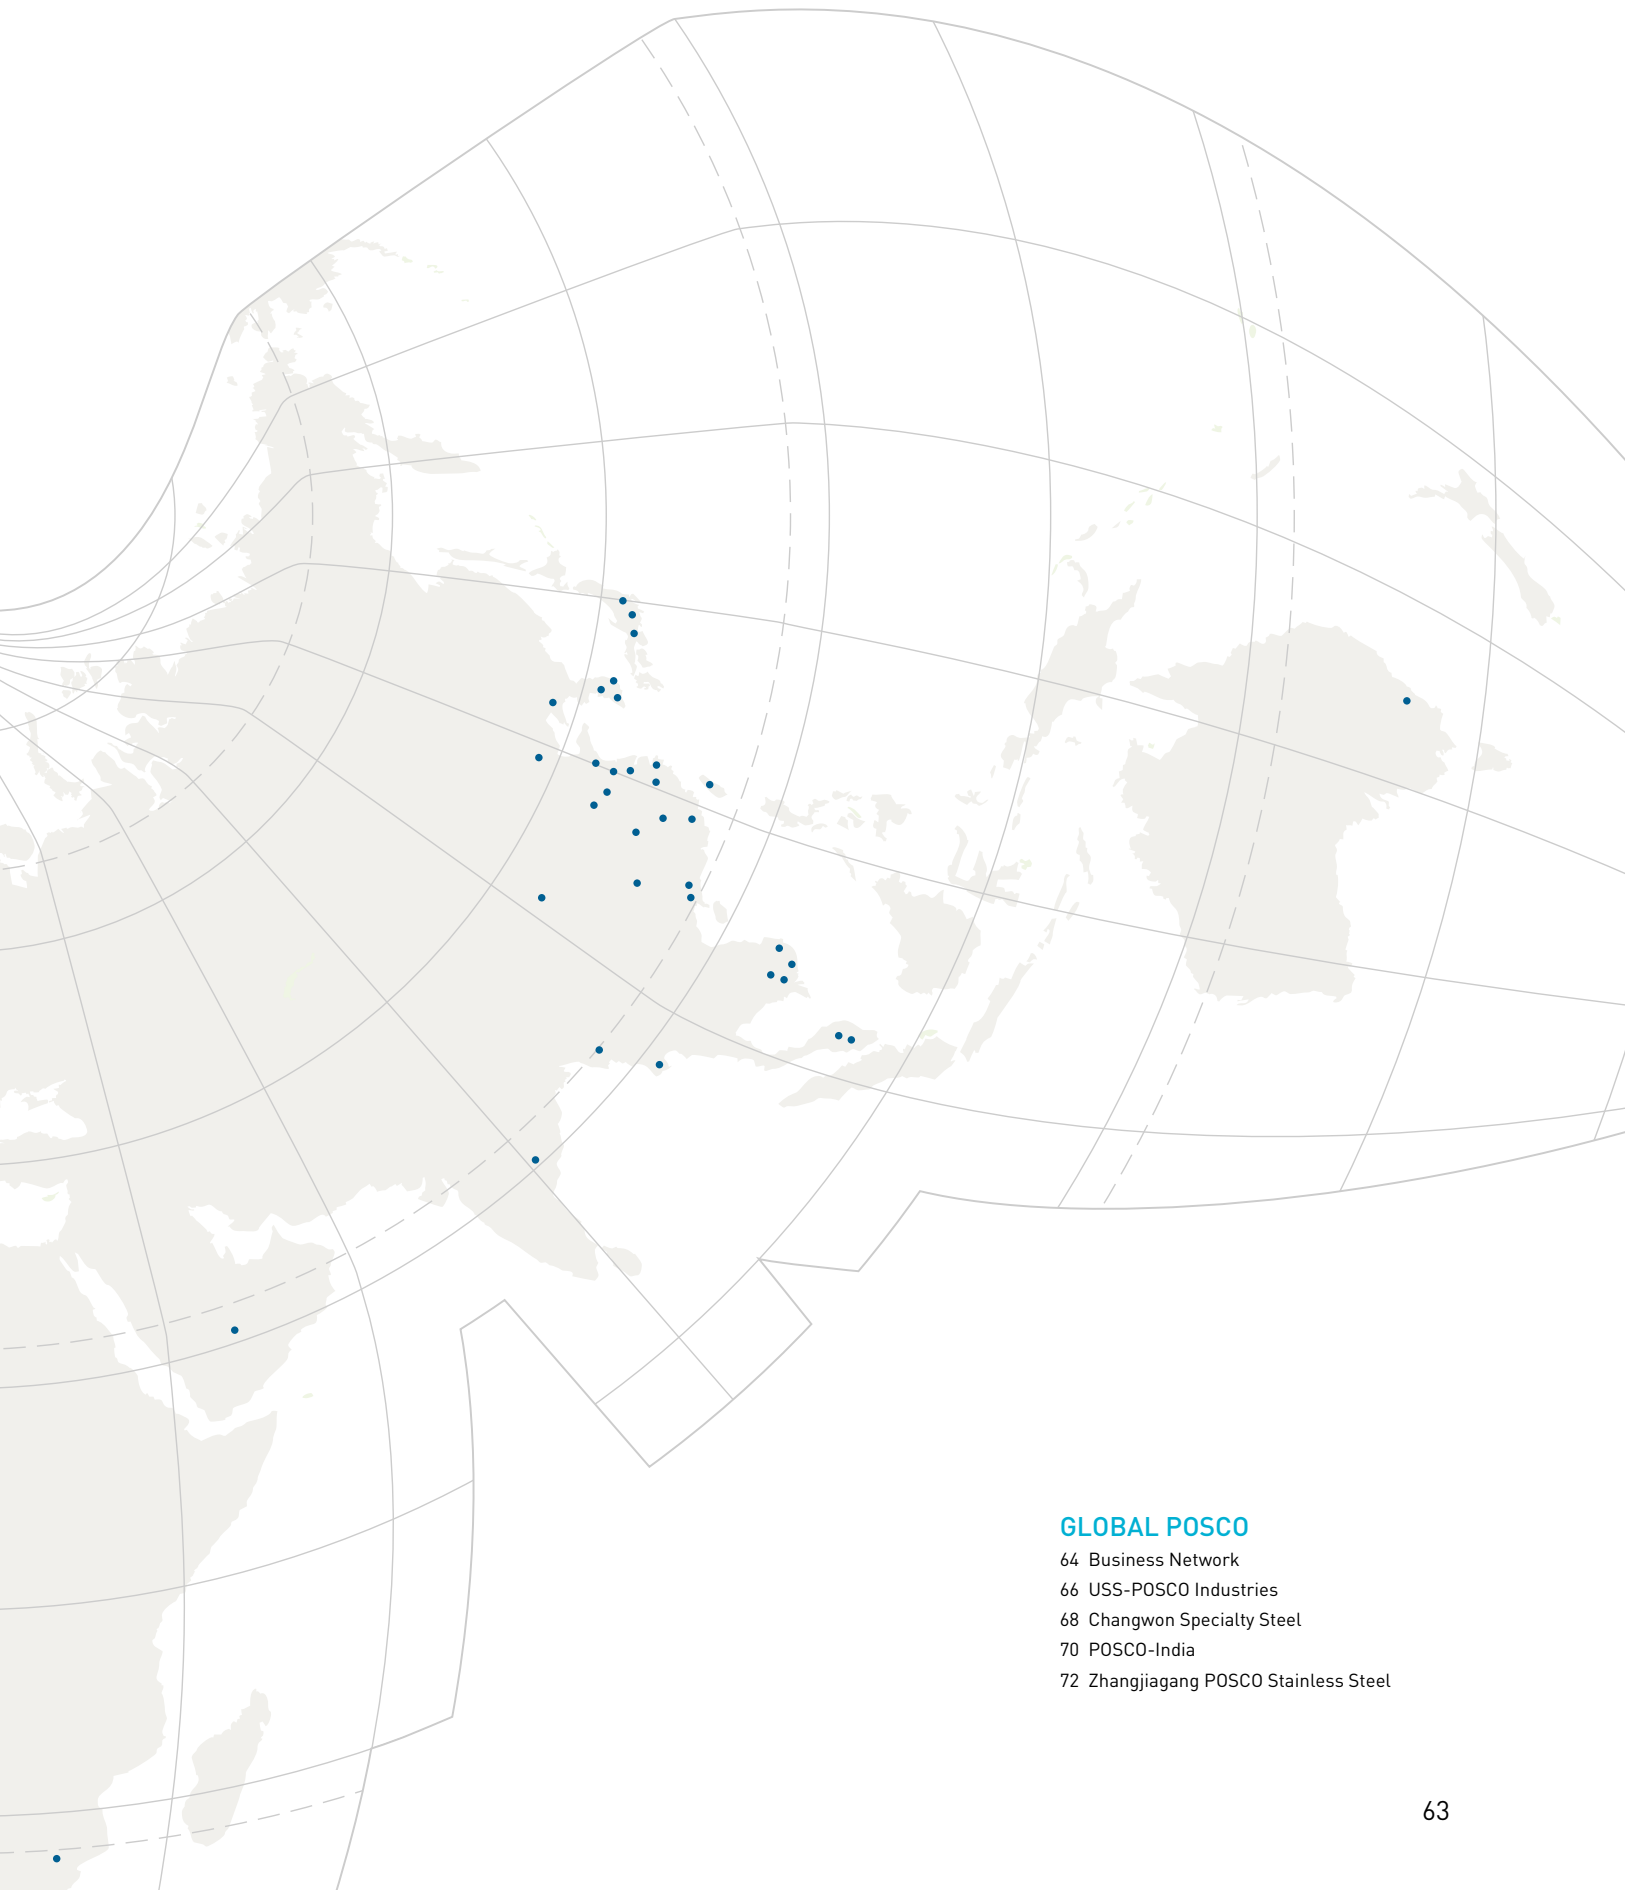 GLOBAL POSCO
64 Business Network
66 USS-POSCO Industries
68 Changwon Specialty Steel
70 POSCO-India
72 Zhangjiagang POSCO Stainless Steel
63